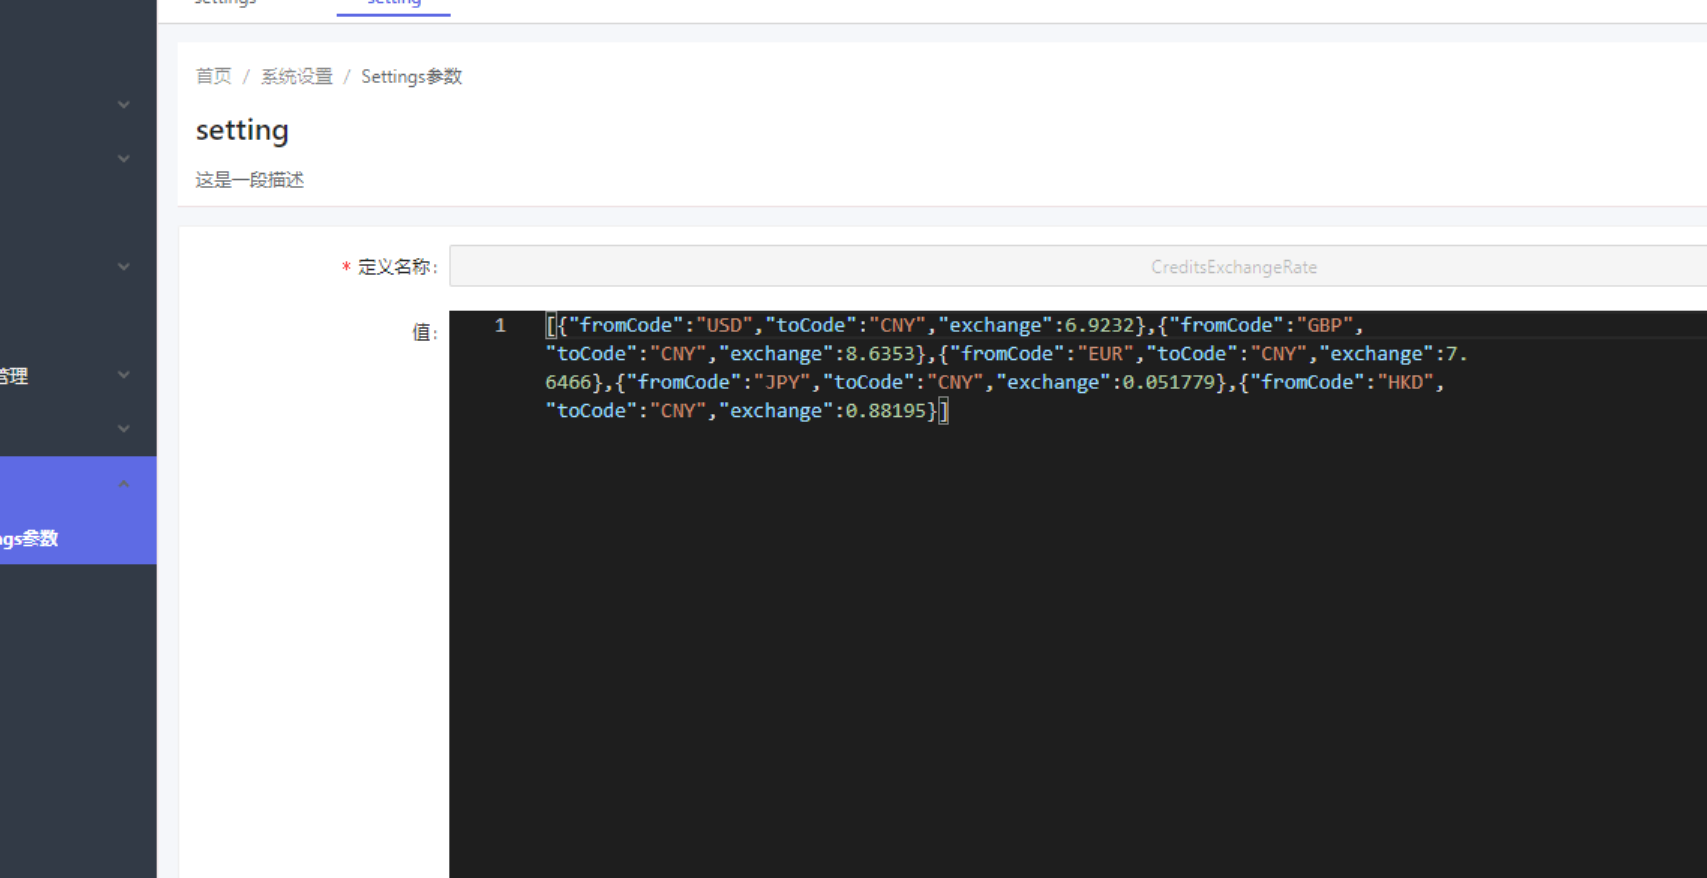 settings setting
首页 / 系统设置 / Settings参数
setting
这是一段描述
* 定义名称: CreditsExchangeRate
值: 1 [{"fromCode":"USD","toCode":"CNY","exchange":6.9232},{"fromCode":"GBP",
"toCode":"CNY","exchange":8.6353},{"fromCode":"EUR","toCode":"CNY","exchange":7.
6466},{"fromCode":"JPY","toCode":"CNY","exchange":0.051779},{"fromCode":"HKD",
"toCode":"CNY","exchange":0.88195}]
管理
ngs参数